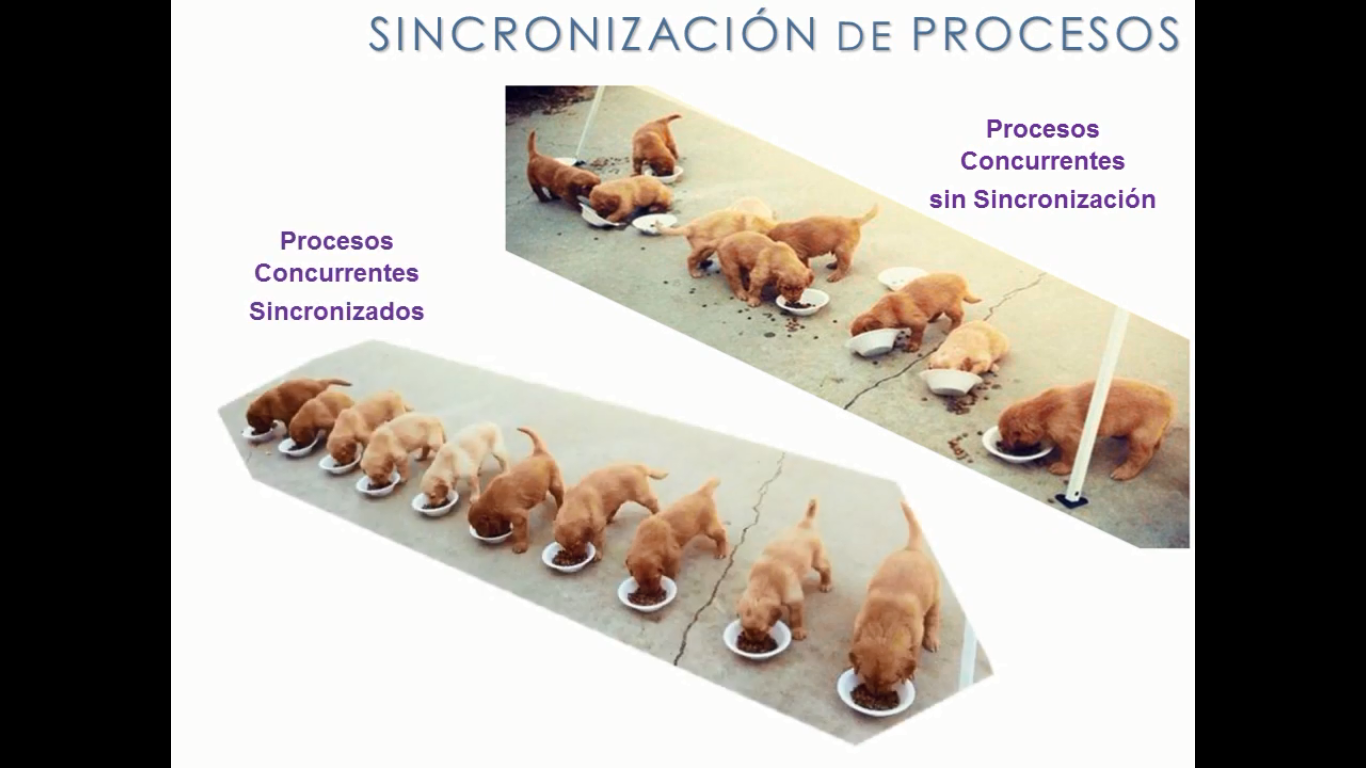 SINCRONIZACIÓN DE PROCESOS
Procesos
Concurrentes
sin Sincronización
Procesos
Concurrentes
Sincronizados